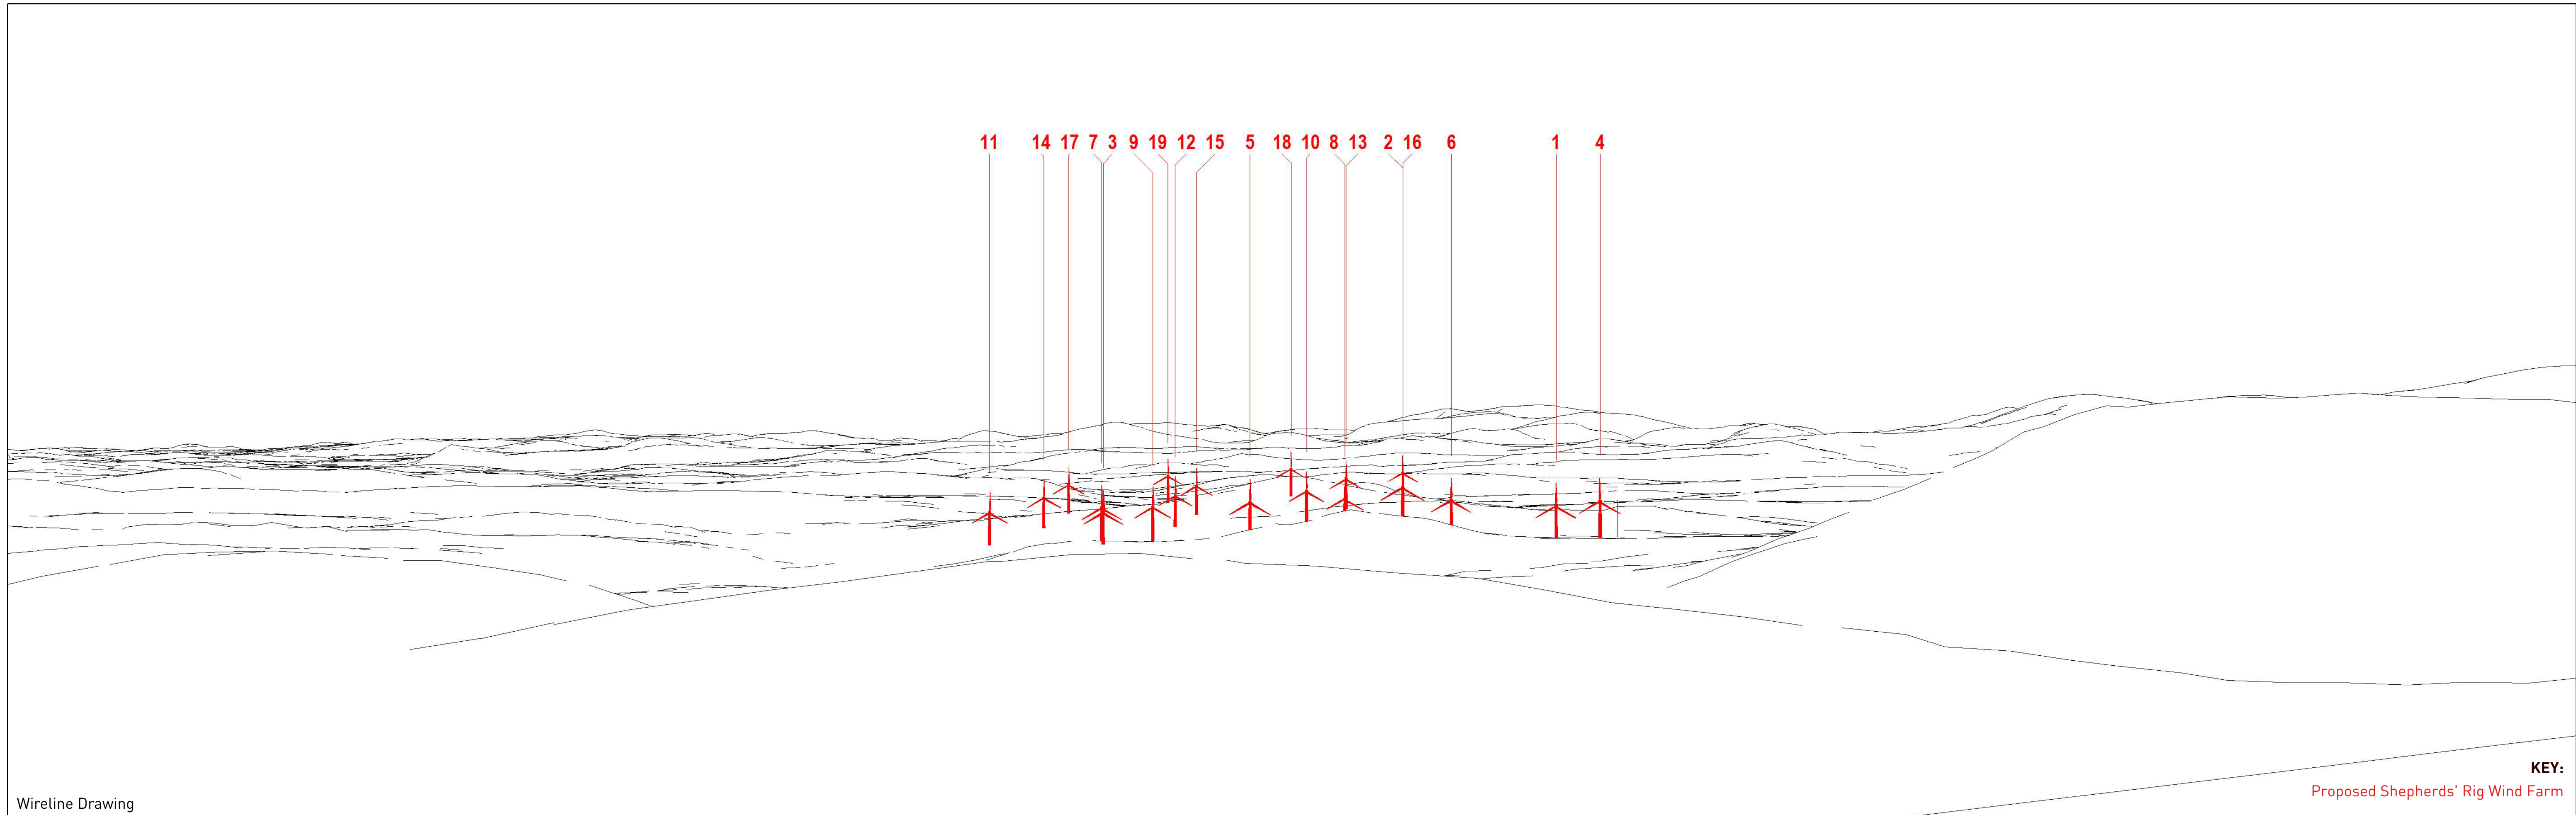 11 14 17 7 3 9 19 12 15 5 18 10 8 13 2 16 6 1 4
KEY:
Proposed Shepherds' Rig Wind Farm
Wireline Drawing